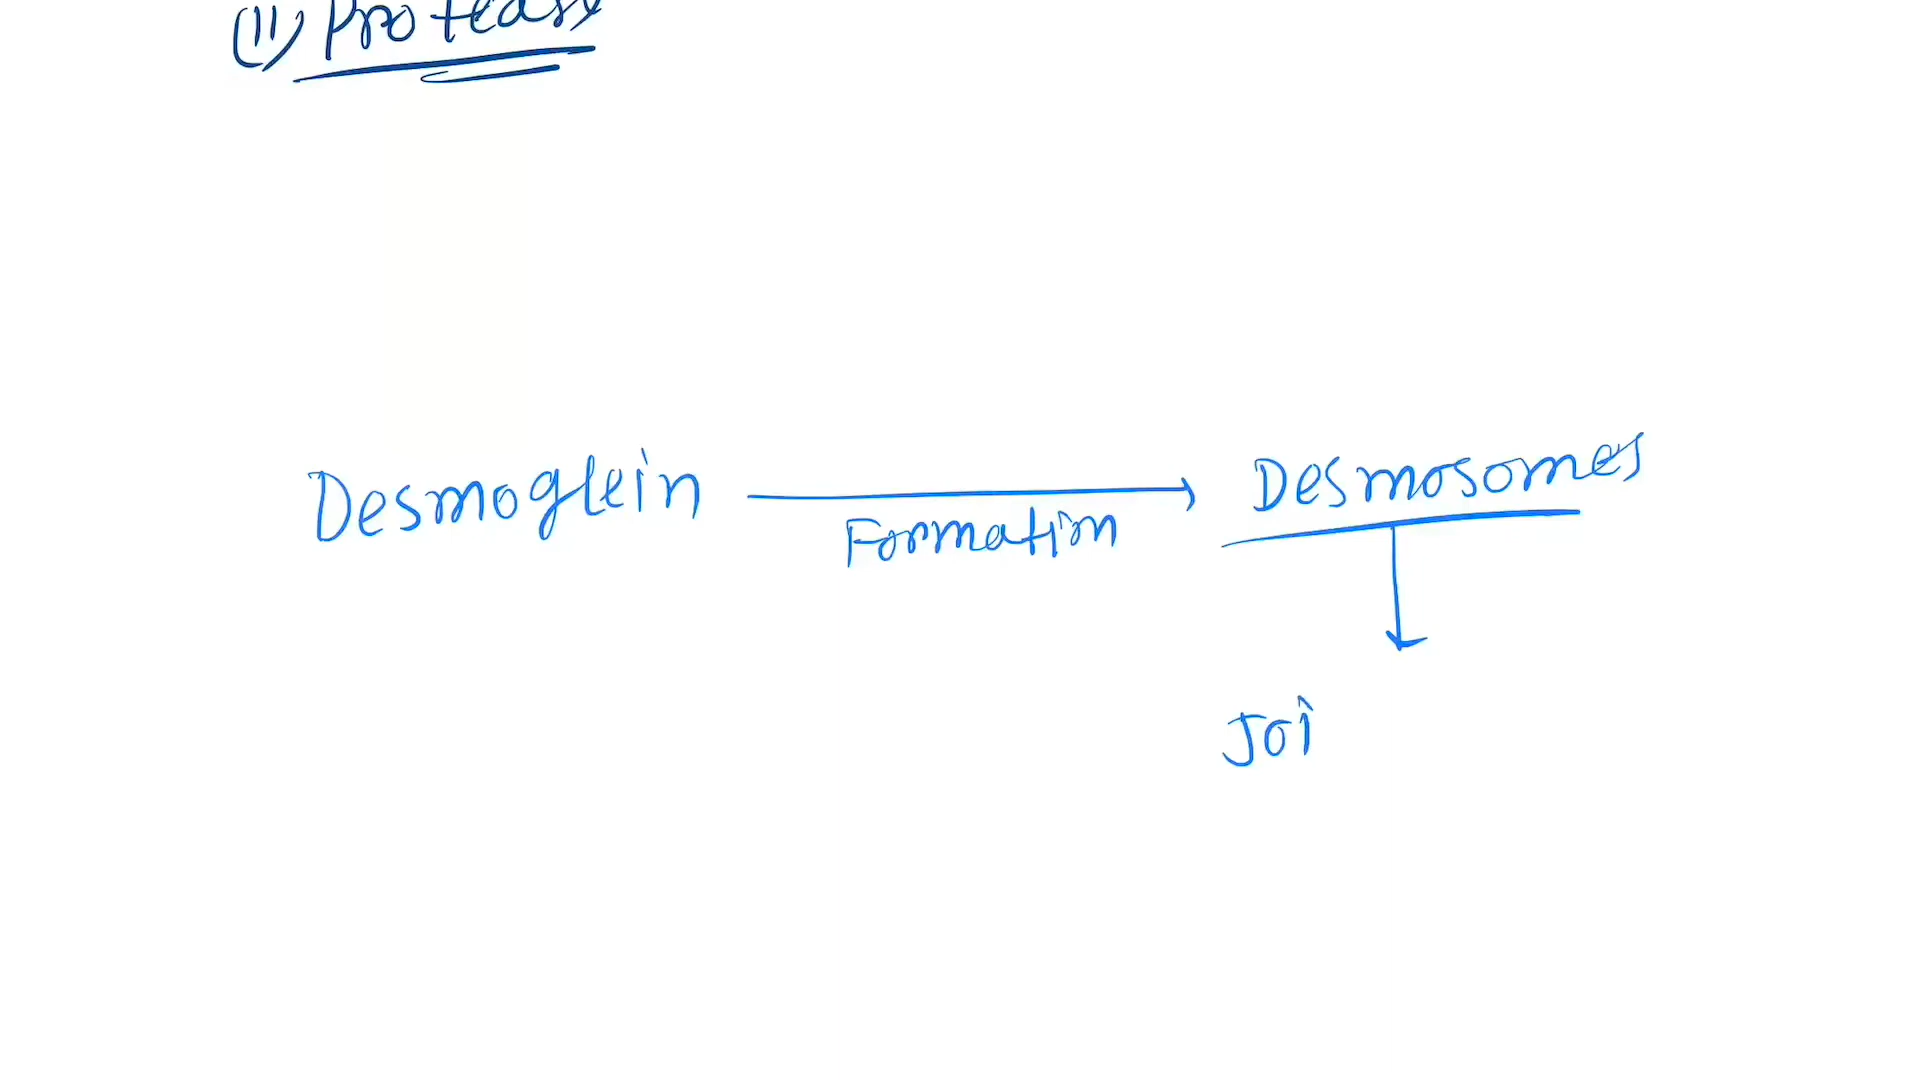 (ii) Protease
Desmoglein
Formation
Desmosomes
Joi